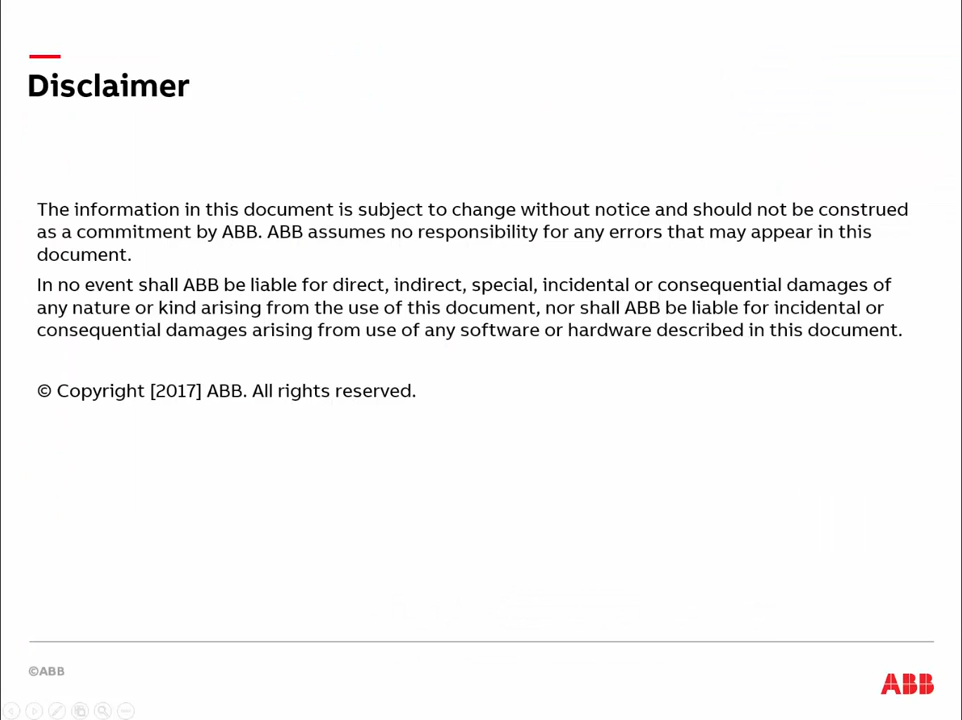 Disclaimer
The information in this document is subject to change without notice and should not be construed
as a commitment by ABB. ABB assumes no responsibility for any errors that may appear in this
document.
In no event shall ABB be liable for direct, indirect, special, incidental or consequential damages of
any nature or kind arising from the use of this document, nor shall ABB be liable for incidental or
consequential damages arising from use of any software or hardware described in this document.
© Copyright [2017] ABB. All rights reserved.
©ABB
ABB